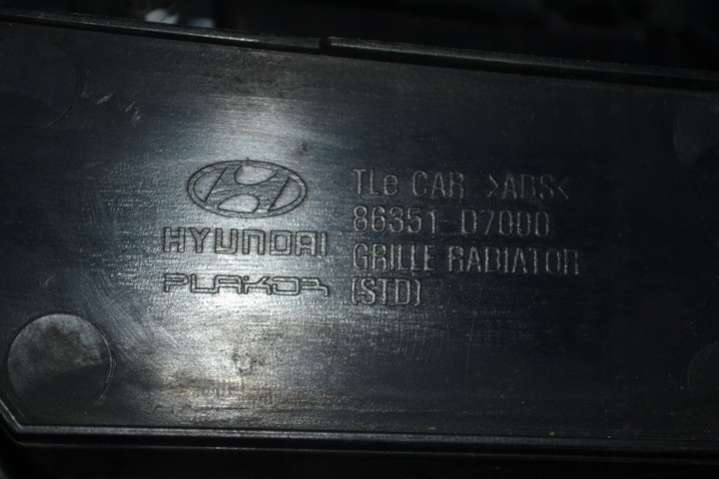 TLe CAR >ABS<
86351-D7000
HYUNDAI
GRILLE RADIATOR
PLAKOR
(STD)